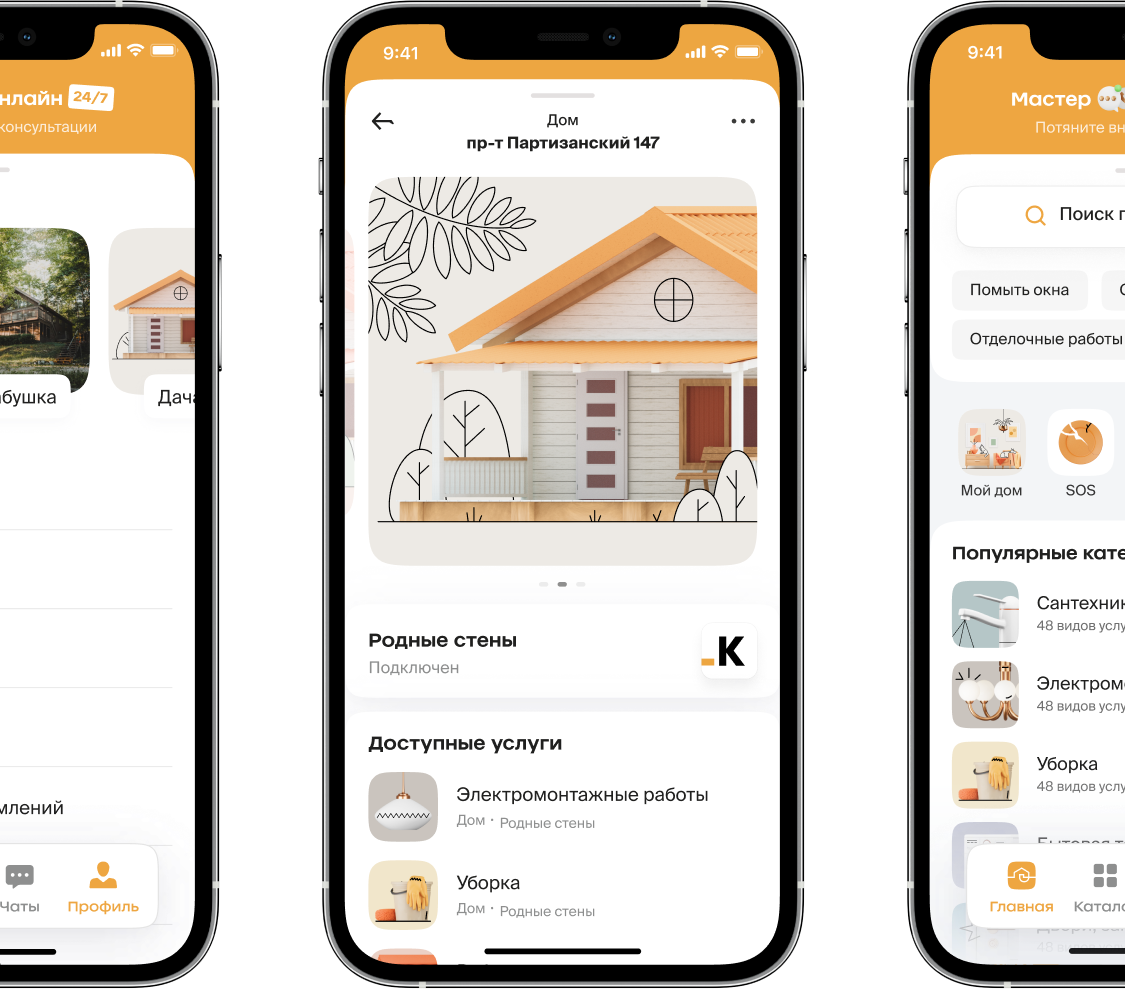 нлайн 24/7
консультации
бушка
Дача
млений
Чаты
Профиль
9:41
Дом
пр-т Партизанский 147
Родные стены
Подключен
K
Доступные услуги
Электромонтажные работы
Дом • Родные стены
Уборка
Дом • Родные стены
9:41
Мастер
Потяните вн
Поиск п
Помыть окна
Отделочные работы
Мой дом
SOS
Популярные кате
Сантехник
48 видов услу
Электром
48 видов услу
Уборка
48 видов услу
Главная
Катало